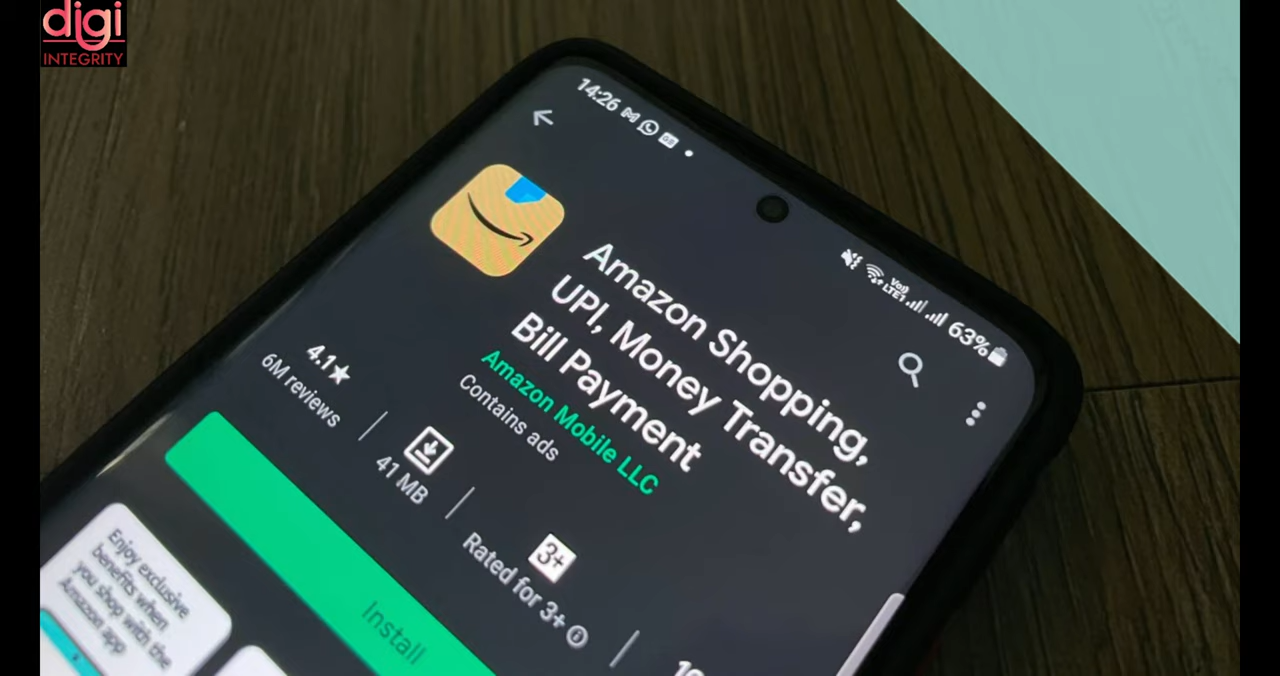 digi
INTEGRITY
14:26
VoD
LTE1
63%
Amazon Shopping,
UPI, Money Transfer,
Bill Payment
Amazon Mobile LLC
Contains ads
4.1★
6M reviews
41 MB
3+
Rated for 3+
Install
Enjoy exclusive
benefits when
you shop with the
Amazon app